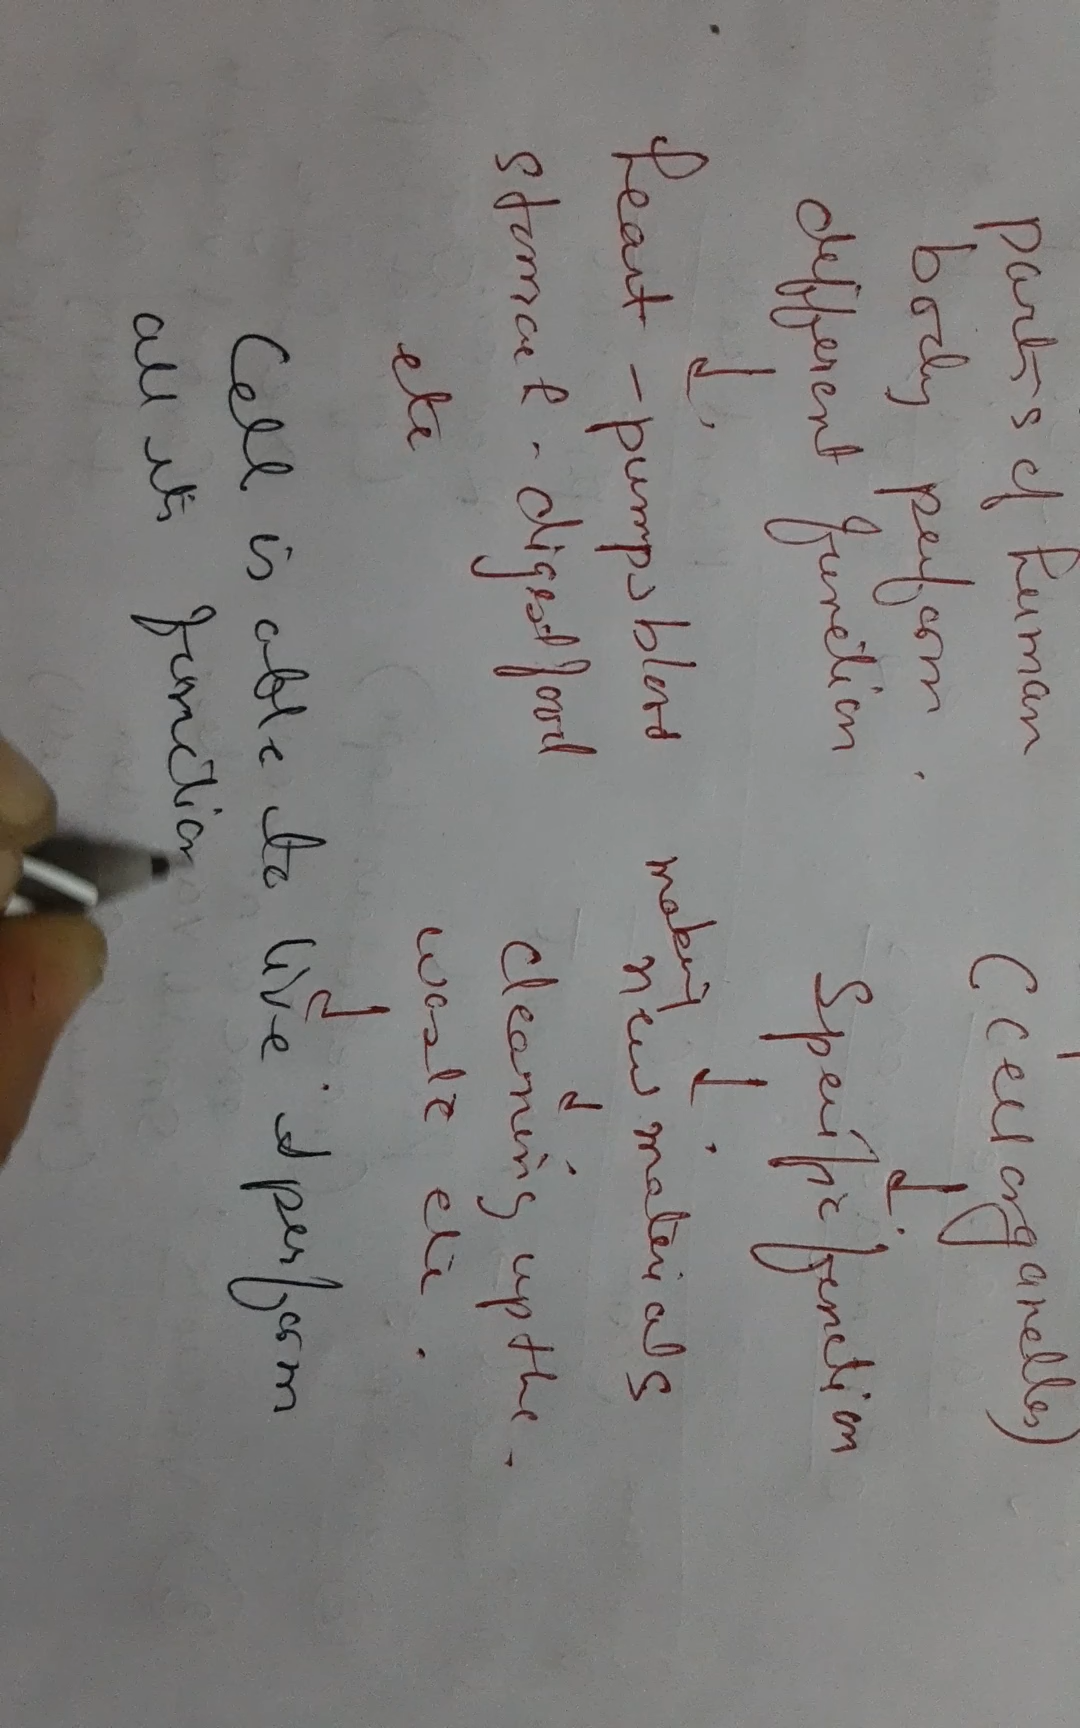 parts of human
body perform
different function
↓
heart - pumps blood
stomach - digest food
etc
(Cell organelles)
↓
Specific function
↓
making
new materials
↓
cleaning up the
waste etc.
↓
Cell is able to live & perform
all its function